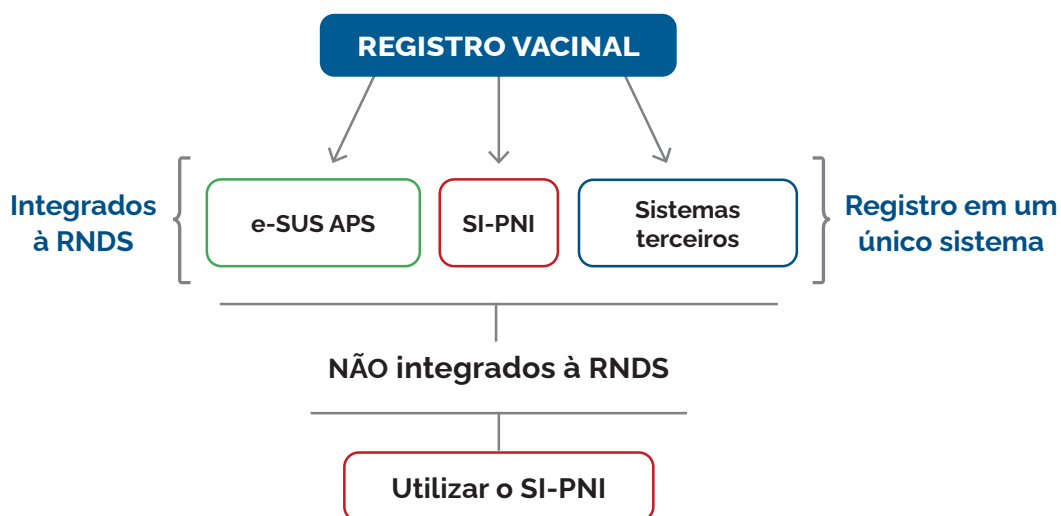 REGISTRO VACINAL
Integrados
à RNDS
e-SUS APS
SI-PNI
Sistemas
terceiros
Registro em um
único sistema
NÃO integrados à RNDS
Utilizar o SI-PNI